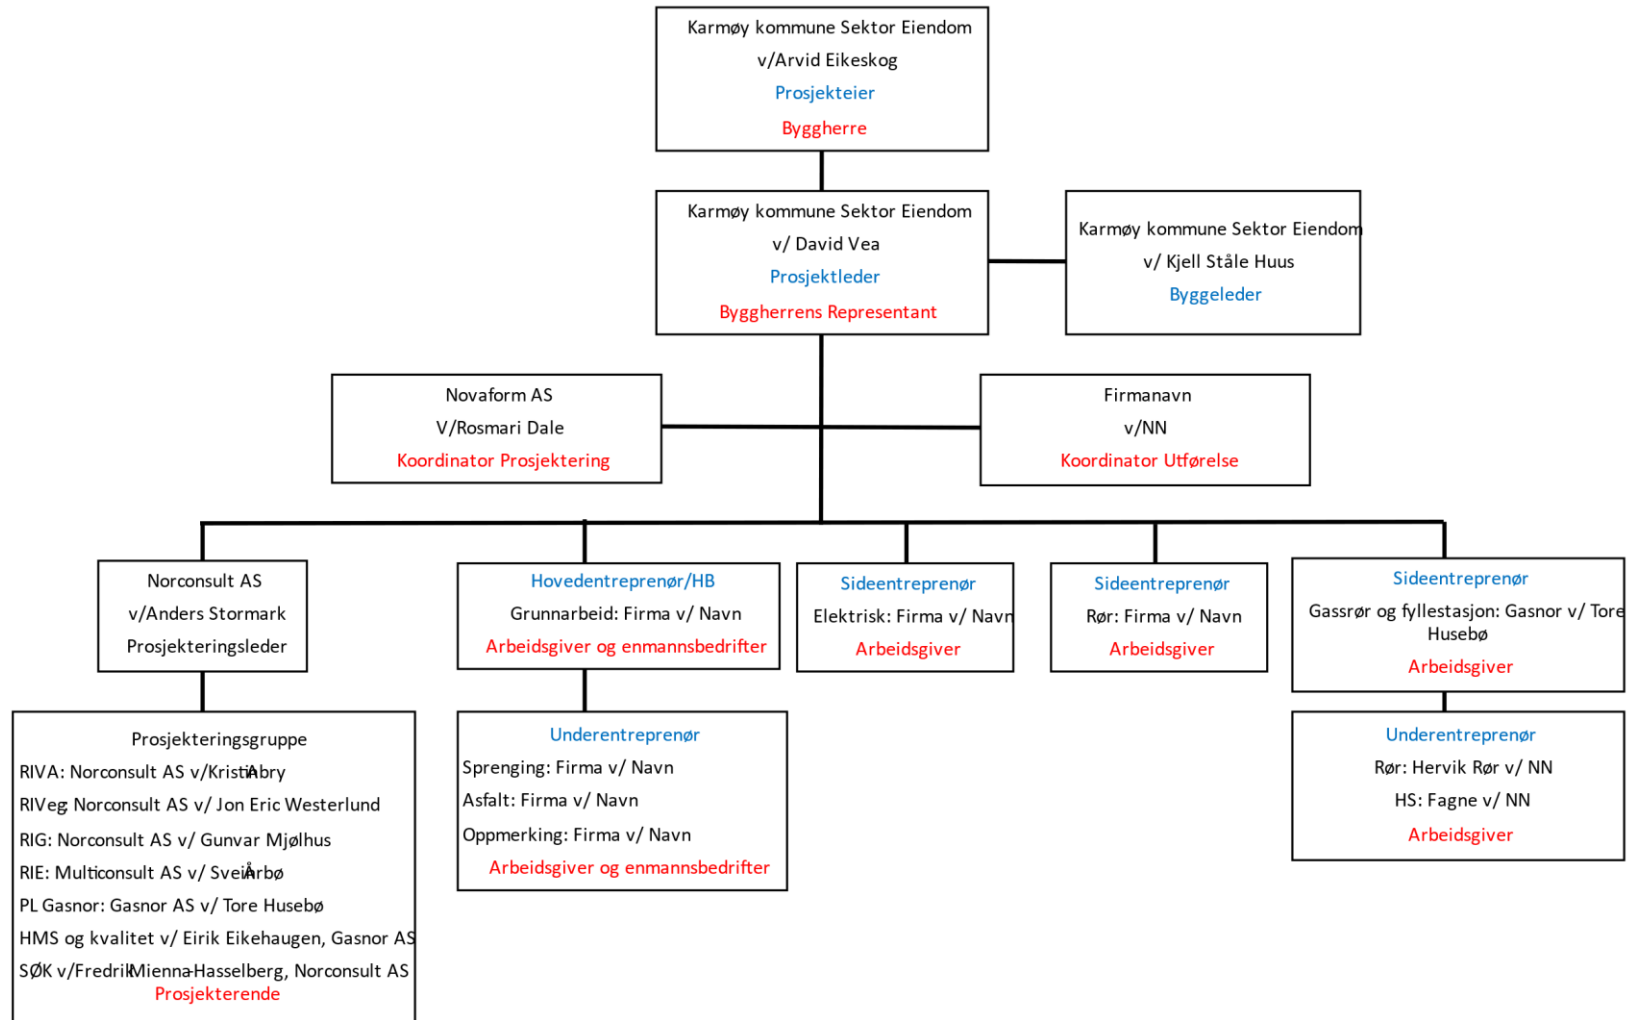 Karmøy kommune Sektor Eiendom
v/Arvid Eikeskog
Prosjekteier
Byggherre
Karmøy kommune Sektor Eiendom
v/ David Vea
Prosjektleder
Byggherrens Representant
Karmøy kommune Sektor Eiendom
v/ Kjell Ståle Huus
Byggeleder
Novaform AS
V/Rosmari Dale
Koordinator Prosjektering
Firmanavn
v/NN
Koordinator Utførelse
Norconsult AS
v/Anders Stormark
Prosjekteringsleder
Hovedentreprenør/HB
Grunnarbeid: Firma v/ Navn
Arbeidsgiver og enmannsbedrifter
Sideentreprenør
Elektrisk: Firma v/ Navn
Arbeidsgiver
Sideentreprenør
Rør: Firma v/ Navn
Arbeidsgiver
Sideentreprenør
Gassrør og fyllestasjon: Gasnor v/ Tore
Husebø
Arbeidsgiver
Prosjekteringsgruppe
RIVA: Norconsult AS v/Kristin
RIVeg: Norconsult AS v/ Jon Eric Westerlund
RIG: Norconsult AS v/ Gunvar Mjølhus
RIE: Multiconsult AS v/ Svein Årbø
PL Gasnor: Gasnor AS v/ Tore Husebø
HMS og kvalitet v/ Eirik Eikehaugen, Gasnor AS
SØK v/Fredrik Mienna-Hasselberg, Norconsult AS
Prosjekterende
Underentreprenør
Sprenging: Firma v/ Navn
Asfalt: Firma v/ Navn
Oppmerking: Firma v/ Navn
Arbeidsgiver og enmannsbedrifter
Underentreprenør
Rør: Hervik Rør v/ NN
HS: Fagne v/ NN
Arbeidsgiver